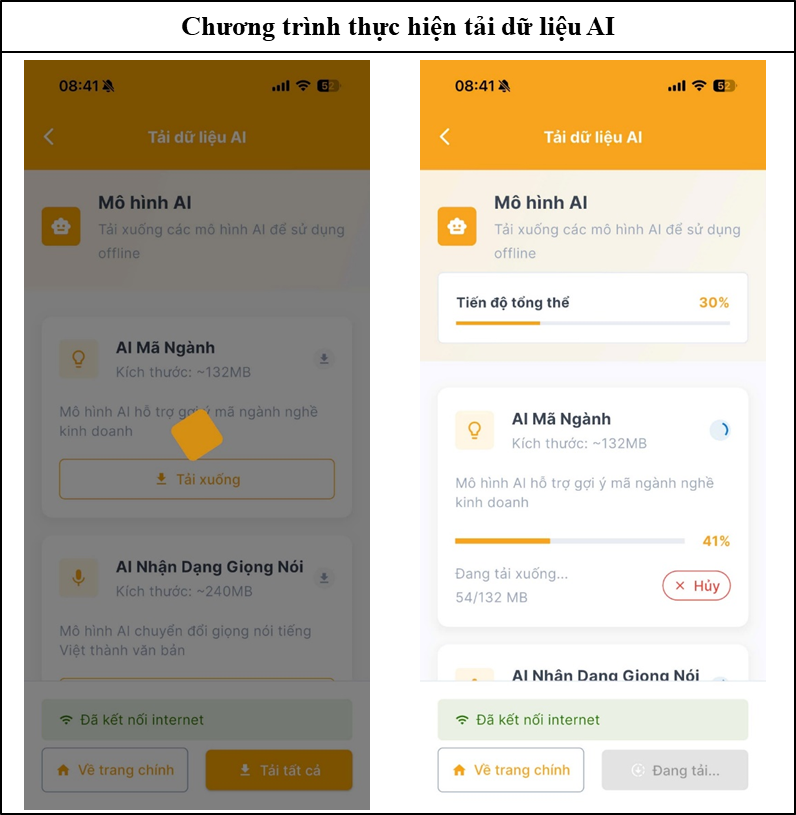 Chương trình thực hiện tải dữ liệu AI
08:41
52
Tải dữ liệu AI
Mô hình AI
Tải xuống các mô hình AI để sử dụng
offline
AI Mã Ngành
Kích thước: ~132MB
Mô hình AI hỗ trợ gợi ý mã ngành nghề
kinh doanh
Tải xuống
AI Nhận Dạng Giọng Nói
Kích thước: ~240MB
Mô hình AI chuyển đổi giọng nói tiếng
Việt thành văn bản
Đã kết nối internet
Về trang chính
Tải tất cả
08:41
52
Tải dữ liệu AI
Mô hình AI
Tải xuống các mô hình AI để sử dụng
offline
Tiến độ tổng thể
30%
AI Mã Ngành
Kích thước: ~132MB
Mô hình AI hỗ trợ gợi ý mã ngành nghề
kinh doanh
41%
Đang tải xuống...
54/132 MB
Hủy
AI Nhận Dạng Giọng Nói
Đã kết nối internet
Về trang chính
Đang tải...